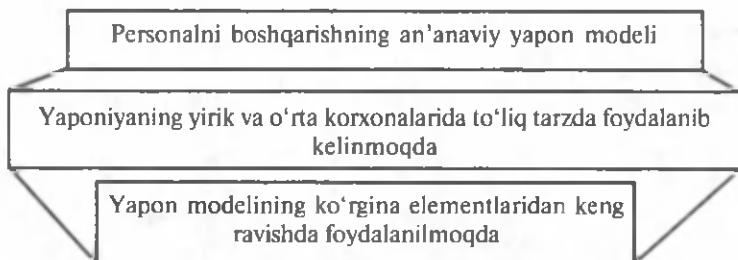 Personalni boshqarishning an’anaviy yapon modeli
Yaponiyaning yirik va o‘rta korxonalarida to‘liq tarzda foydalanib
kelinmoqda
Yapon modelining ko‘rgina elementlaridan keng
ravishda foydalanilmoqda